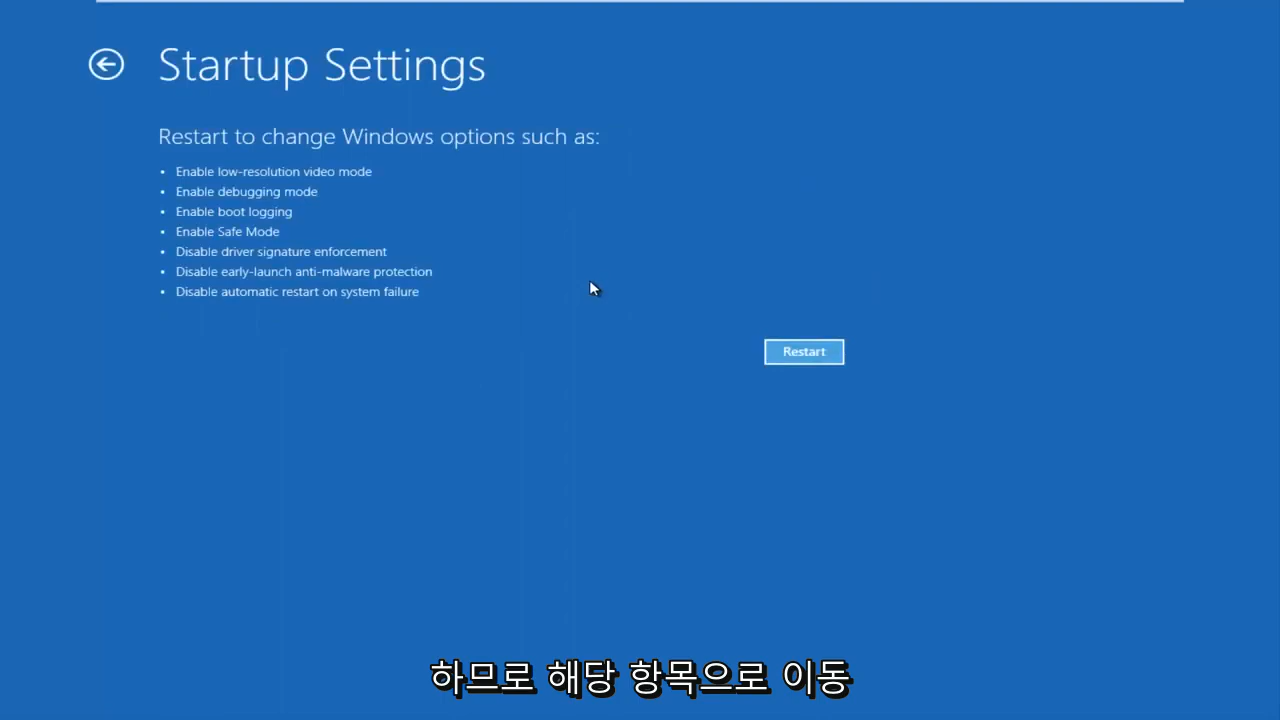 Startup Settings
Restart to change Windows options such as:
• Enable low-resolution video mode
• Enable debugging mode
• Enable boot logging
• Enable Safe Mode
• Disable driver signature enforcement
• Disable early-launch anti-malware protection
• Disable automatic restart on system failure
Restart
하므로 해당 항목으로 이동